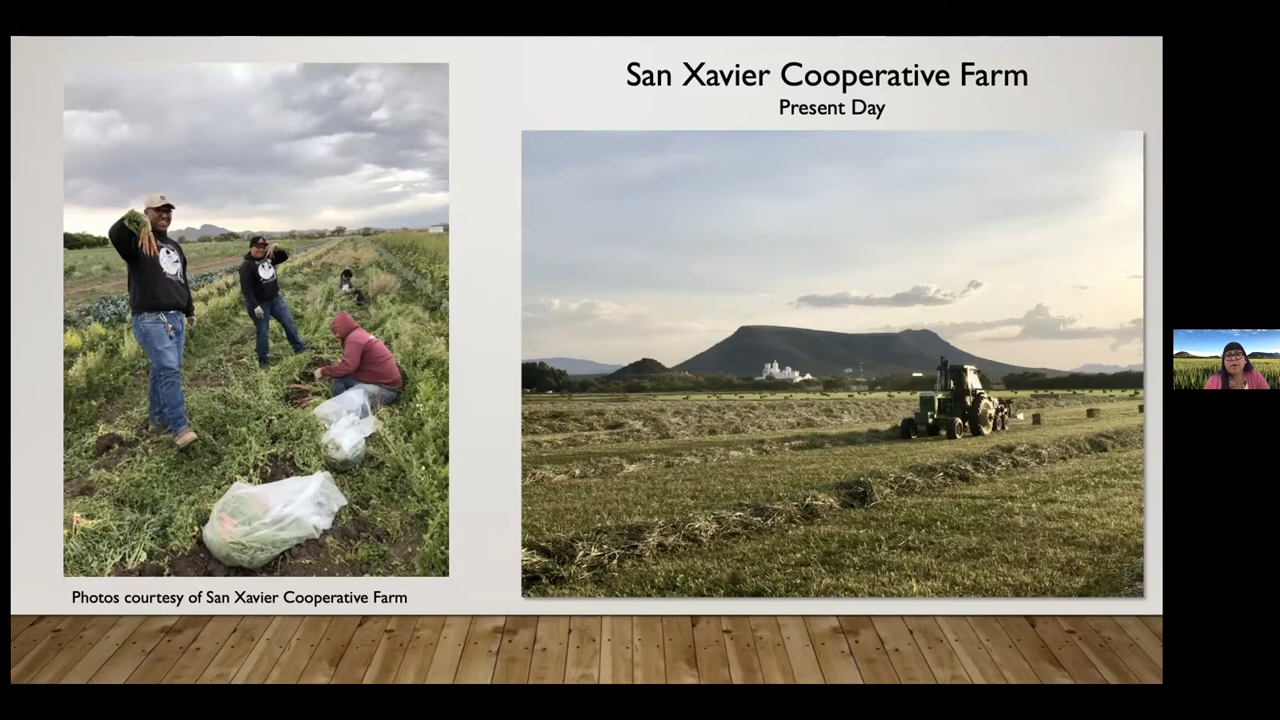 San Xavier Cooperative Farm
Present Day
Photos courtesy of San Xavier Cooperative Farm